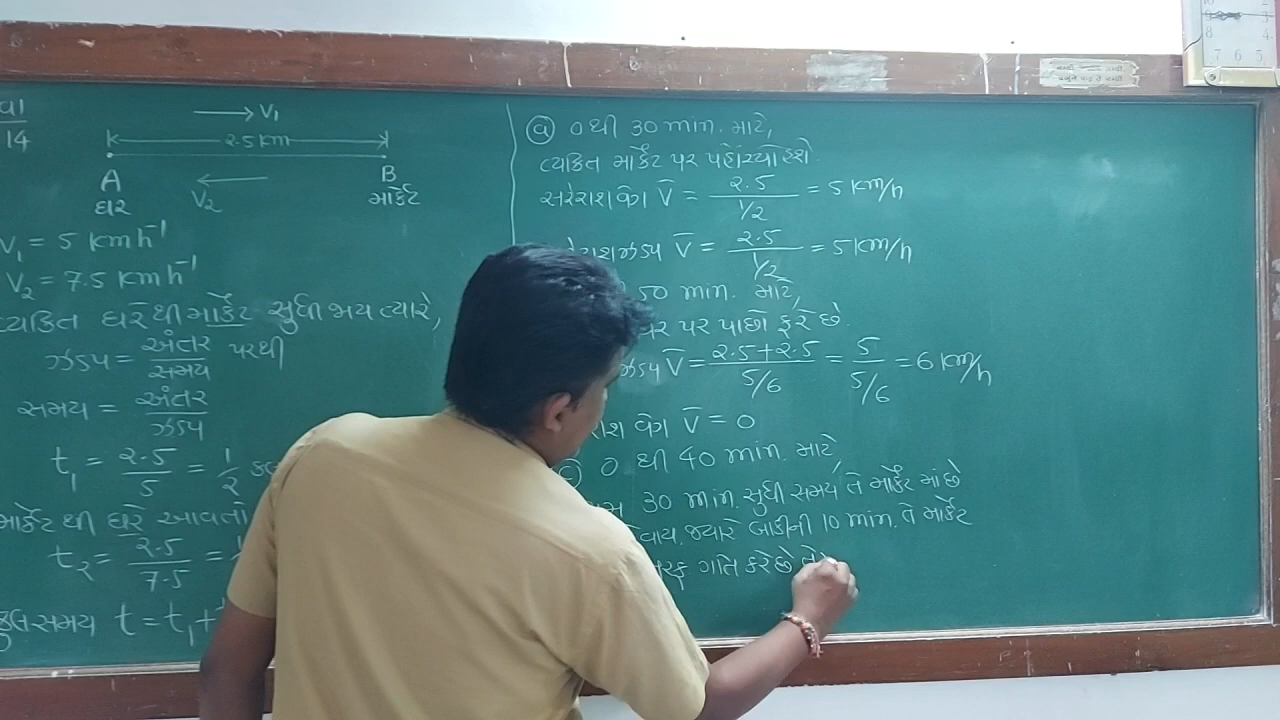 14
→ V₁
2.5 km
A B
← V₂
ઘર માર્કેટ
V₁ = 5 km h⁻¹
V₂ = 7.5 km h⁻¹
વ્યકિત ઘરેથી માર્કેટ સુધી જાય ત્યારે,
ઝડપ = અંતર / સમય પરથી
સમય = અંતર / ઝડપ
t₁ = 2.5 / 5 = 1 / 2
માર્કેટ થી ઘરે આવતા
t₂ = 2.5 / 7.5 =
કુલ સમય t = t₁ +
ⓐ 0 થી 30 min. માટે,
વ્યકિત માર્કેટ પર પહોંચ્યો હશે.
સરેરાશ વેગ V̅ = 2.5 / 1/2 = 5 km/h
ઝડપ V̅ = 2.5 / 1/2 = 5 km/h
50 min. માટે,
ઘર પર પાછો ફરે છે.
ઝડપ V̅ = 2.5 + 2.5 / 5/6 = 5 / 5/6 = 6 km/h
વેગ V̅ = 0
ⓒ 0 થી 40 min. માટે,
30 min. સુધી સમય તે માર્કેટ માં છે
જ્યારે બાકીની 10 min. તે માર્કેટ
ગતિ કરે છે